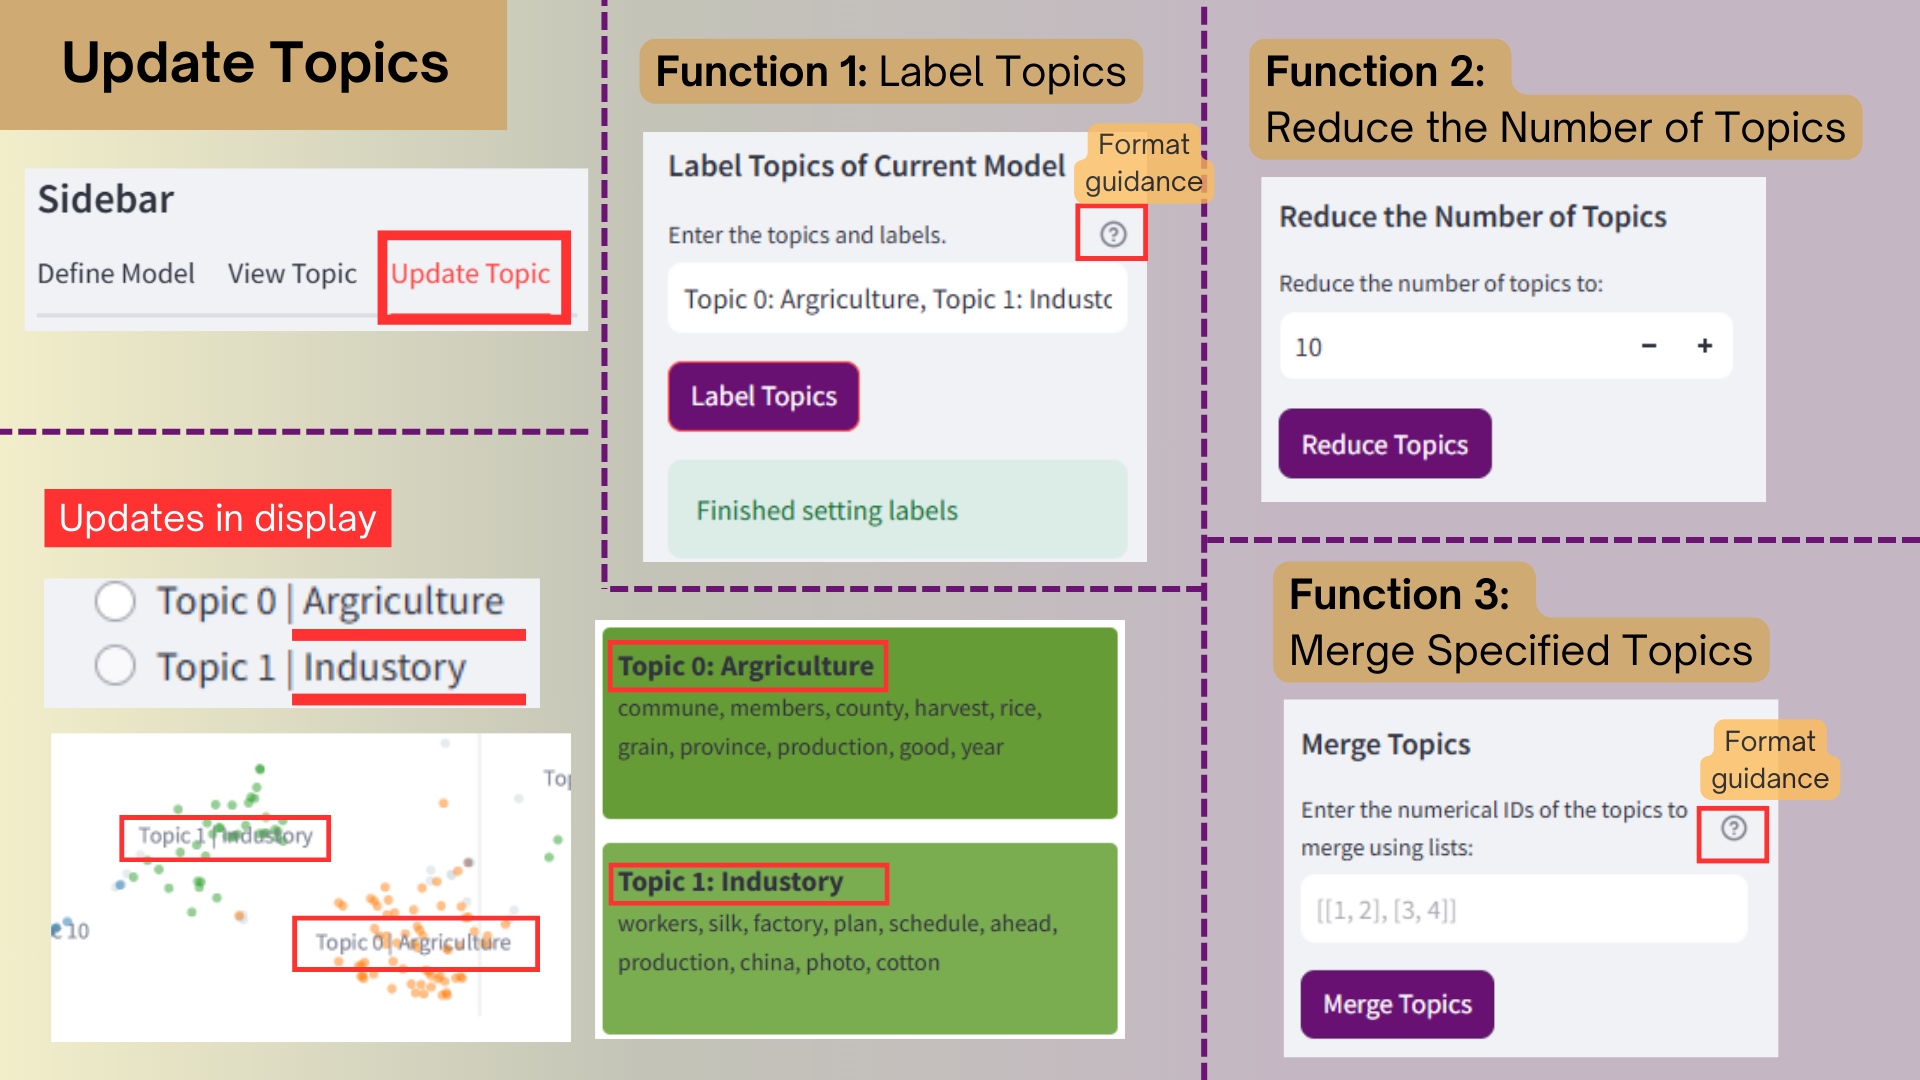 Update Topics
Sidebar
Define Model View Topic Update Topic
Updates in display
Topic 0 | Argriculture
Topic 1 | Industory
Topic 1 | Industory
Topic 0 | Argriculture
10
Function 1: Label Topics
Label Topics of Current Model
Format
guidance
Enter the topics and labels.
Topic 0: Argriculture, Topic 1: Industo
Label Topics
Finished setting labels
Topic 0: Argriculture
commune, members, county, harvest, rice,
grain, province, production, good, year
Topic 1: Industory
workers, silk, factory, plan, schedule, ahead,
production, china, photo, cotton
Function 2:
Reduce the Number of Topics
Reduce the Number of Topics
Reduce the number of topics to:
10 - +
Reduce Topics
Function 3:
Merge Specified Topics
Merge Topics
Format
guidance
Enter the numerical IDs of the topics to
merge using lists:
[[1, 2], [3, 4]]
Merge Topics